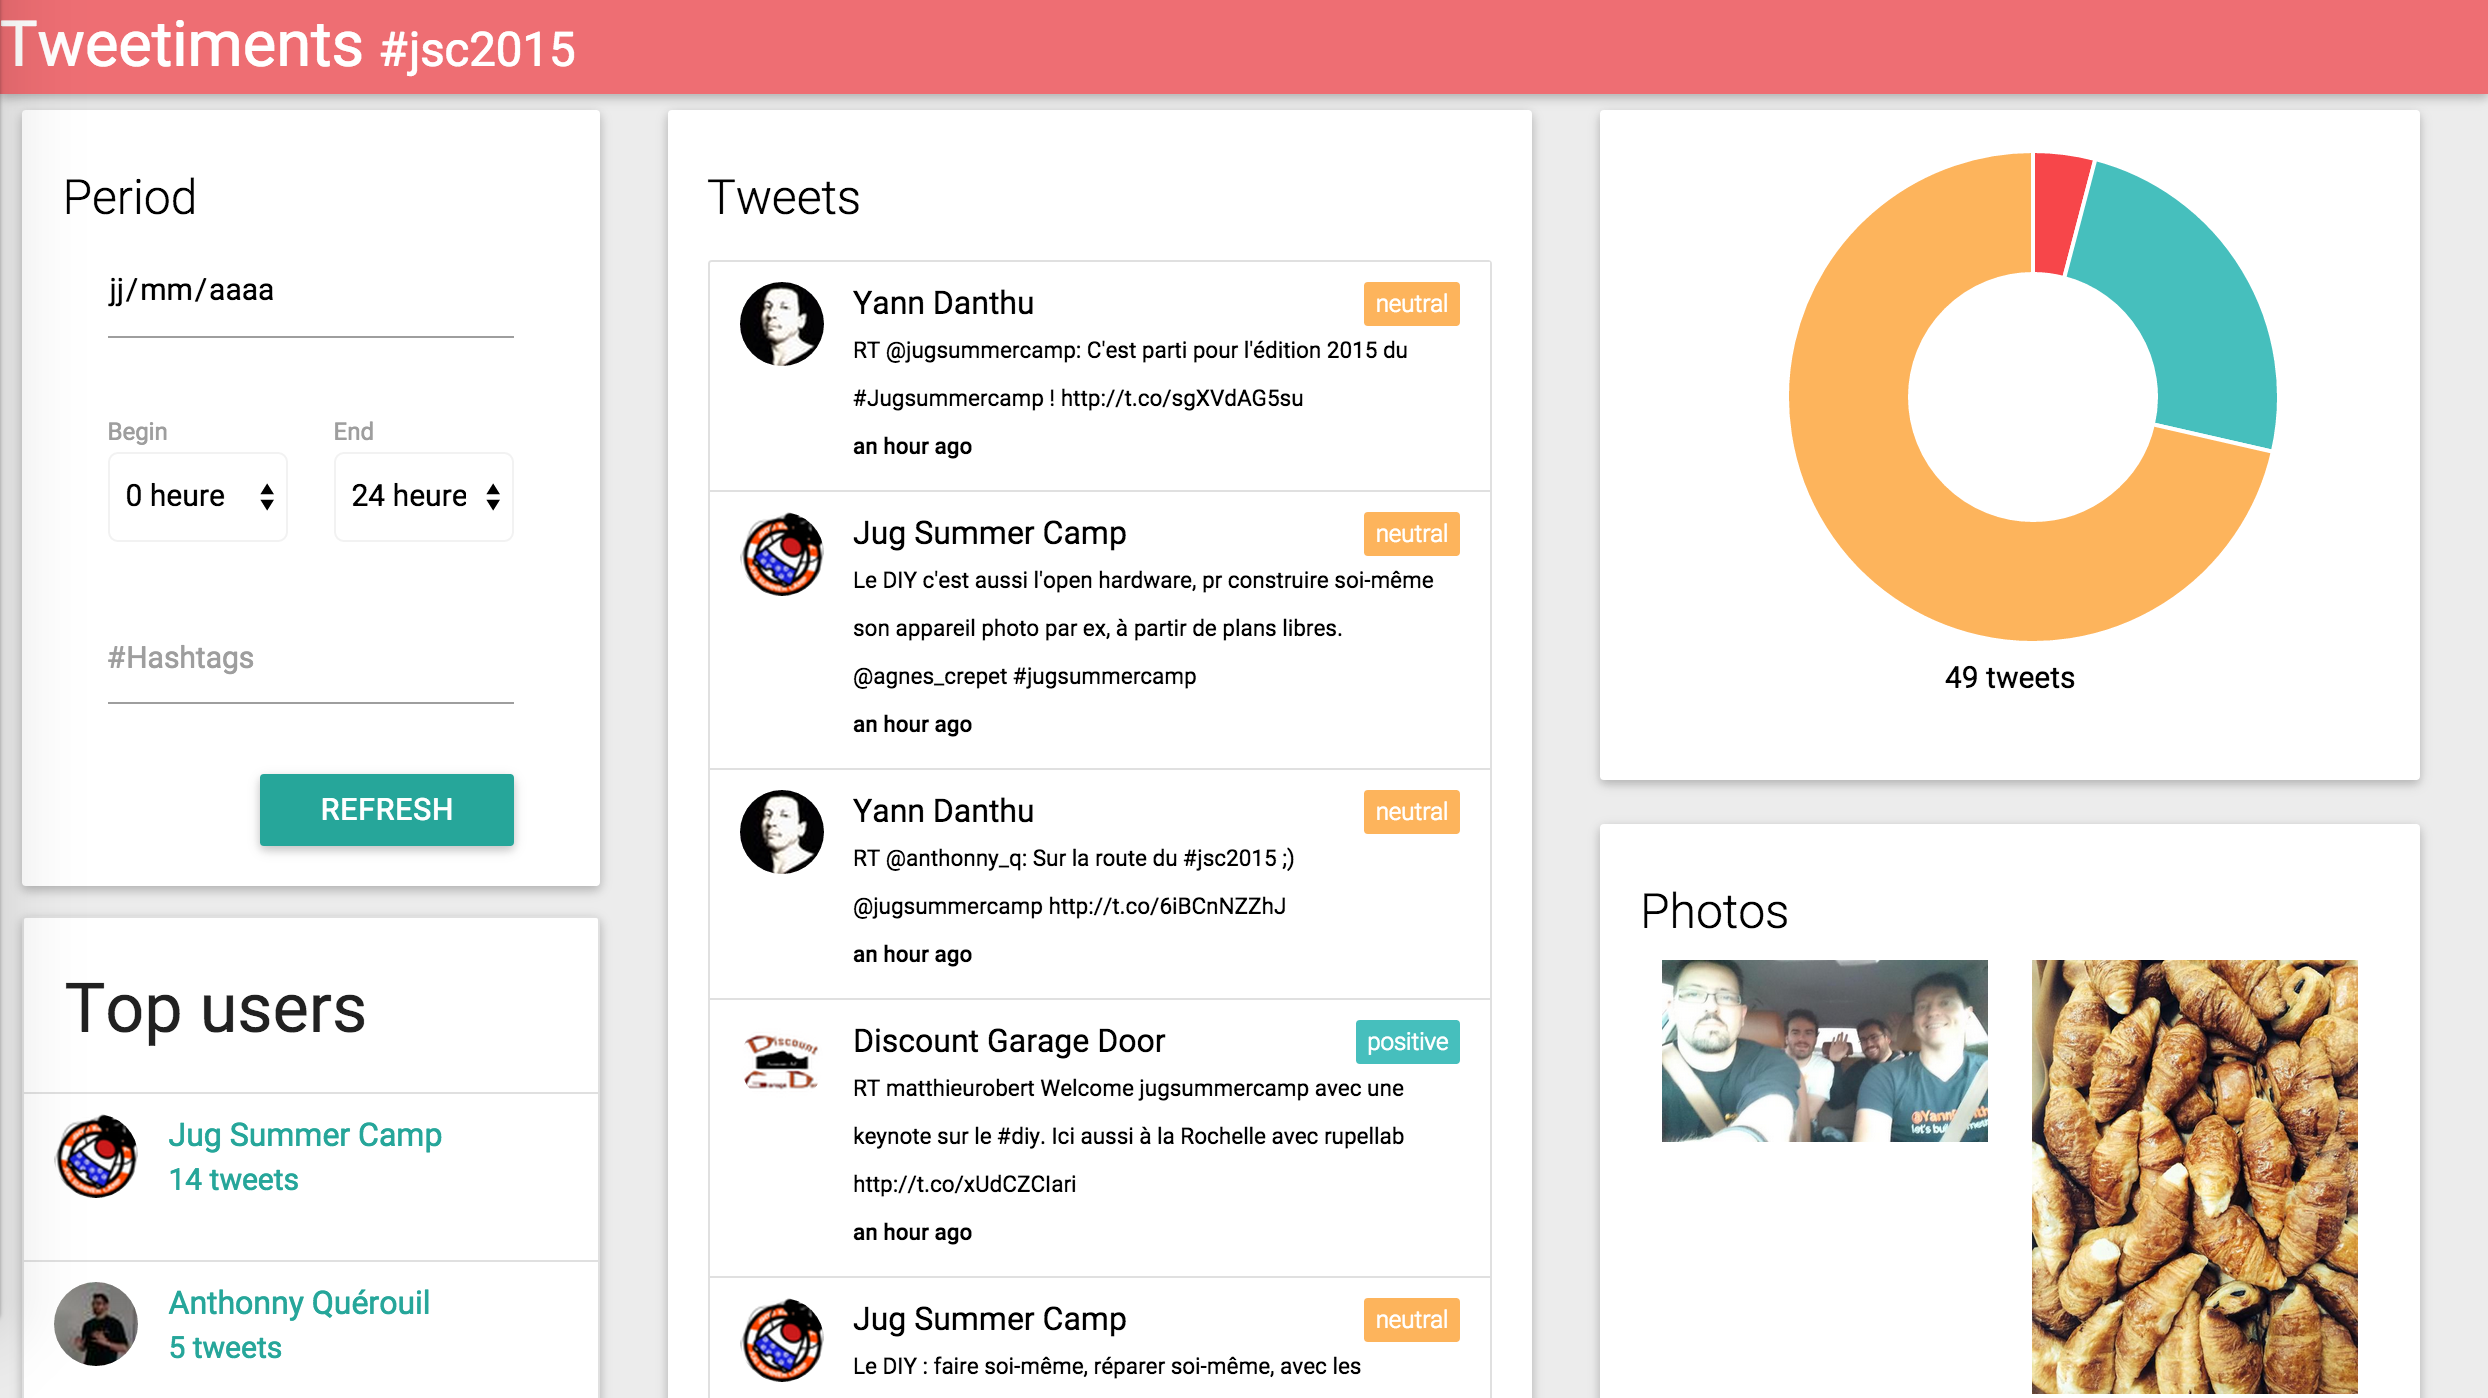 Tweetiments #jsc2015
Period
jj/mm/aaaa
Begin
End
0 heure
24 heure
#Hashtags
REFRESH
Top users
Jug Summer Camp
14 tweets
Anthonny Quérouil
5 tweets
Tweets
Yann Danthu
neutral
RT @jugsummercamp: C'est parti pour l'édition 2015 du
#Jugsummercamp ! http://t.co/sgXVdAG5su
an hour ago
Jug Summer Camp
neutral
Le DIY c'est aussi l'open hardware, pr construire soi-même
son appareil photo par ex, à partir de plans libres.
@agnes_crepet #jugsummercamp
an hour ago
Yann Danthu
neutral
RT @anthonny_q: Sur la route du #jsc2015 ;)
@jugsummercamp http://t.co/6iBCnNZZhJ
an hour ago
Discount
Garage Door
Discount Garage Door
positive
RT matthieurobert Welcome jugsummercamp avec une
keynote sur le #diy. Ici aussi à la Rochelle avec rupellab
http://t.co/xUdCZCIari
an hour ago
Jug Summer Camp
neutral
Le DIY : faire soi-même, réparer soi-même, avec les
49 tweets
Photos
let's